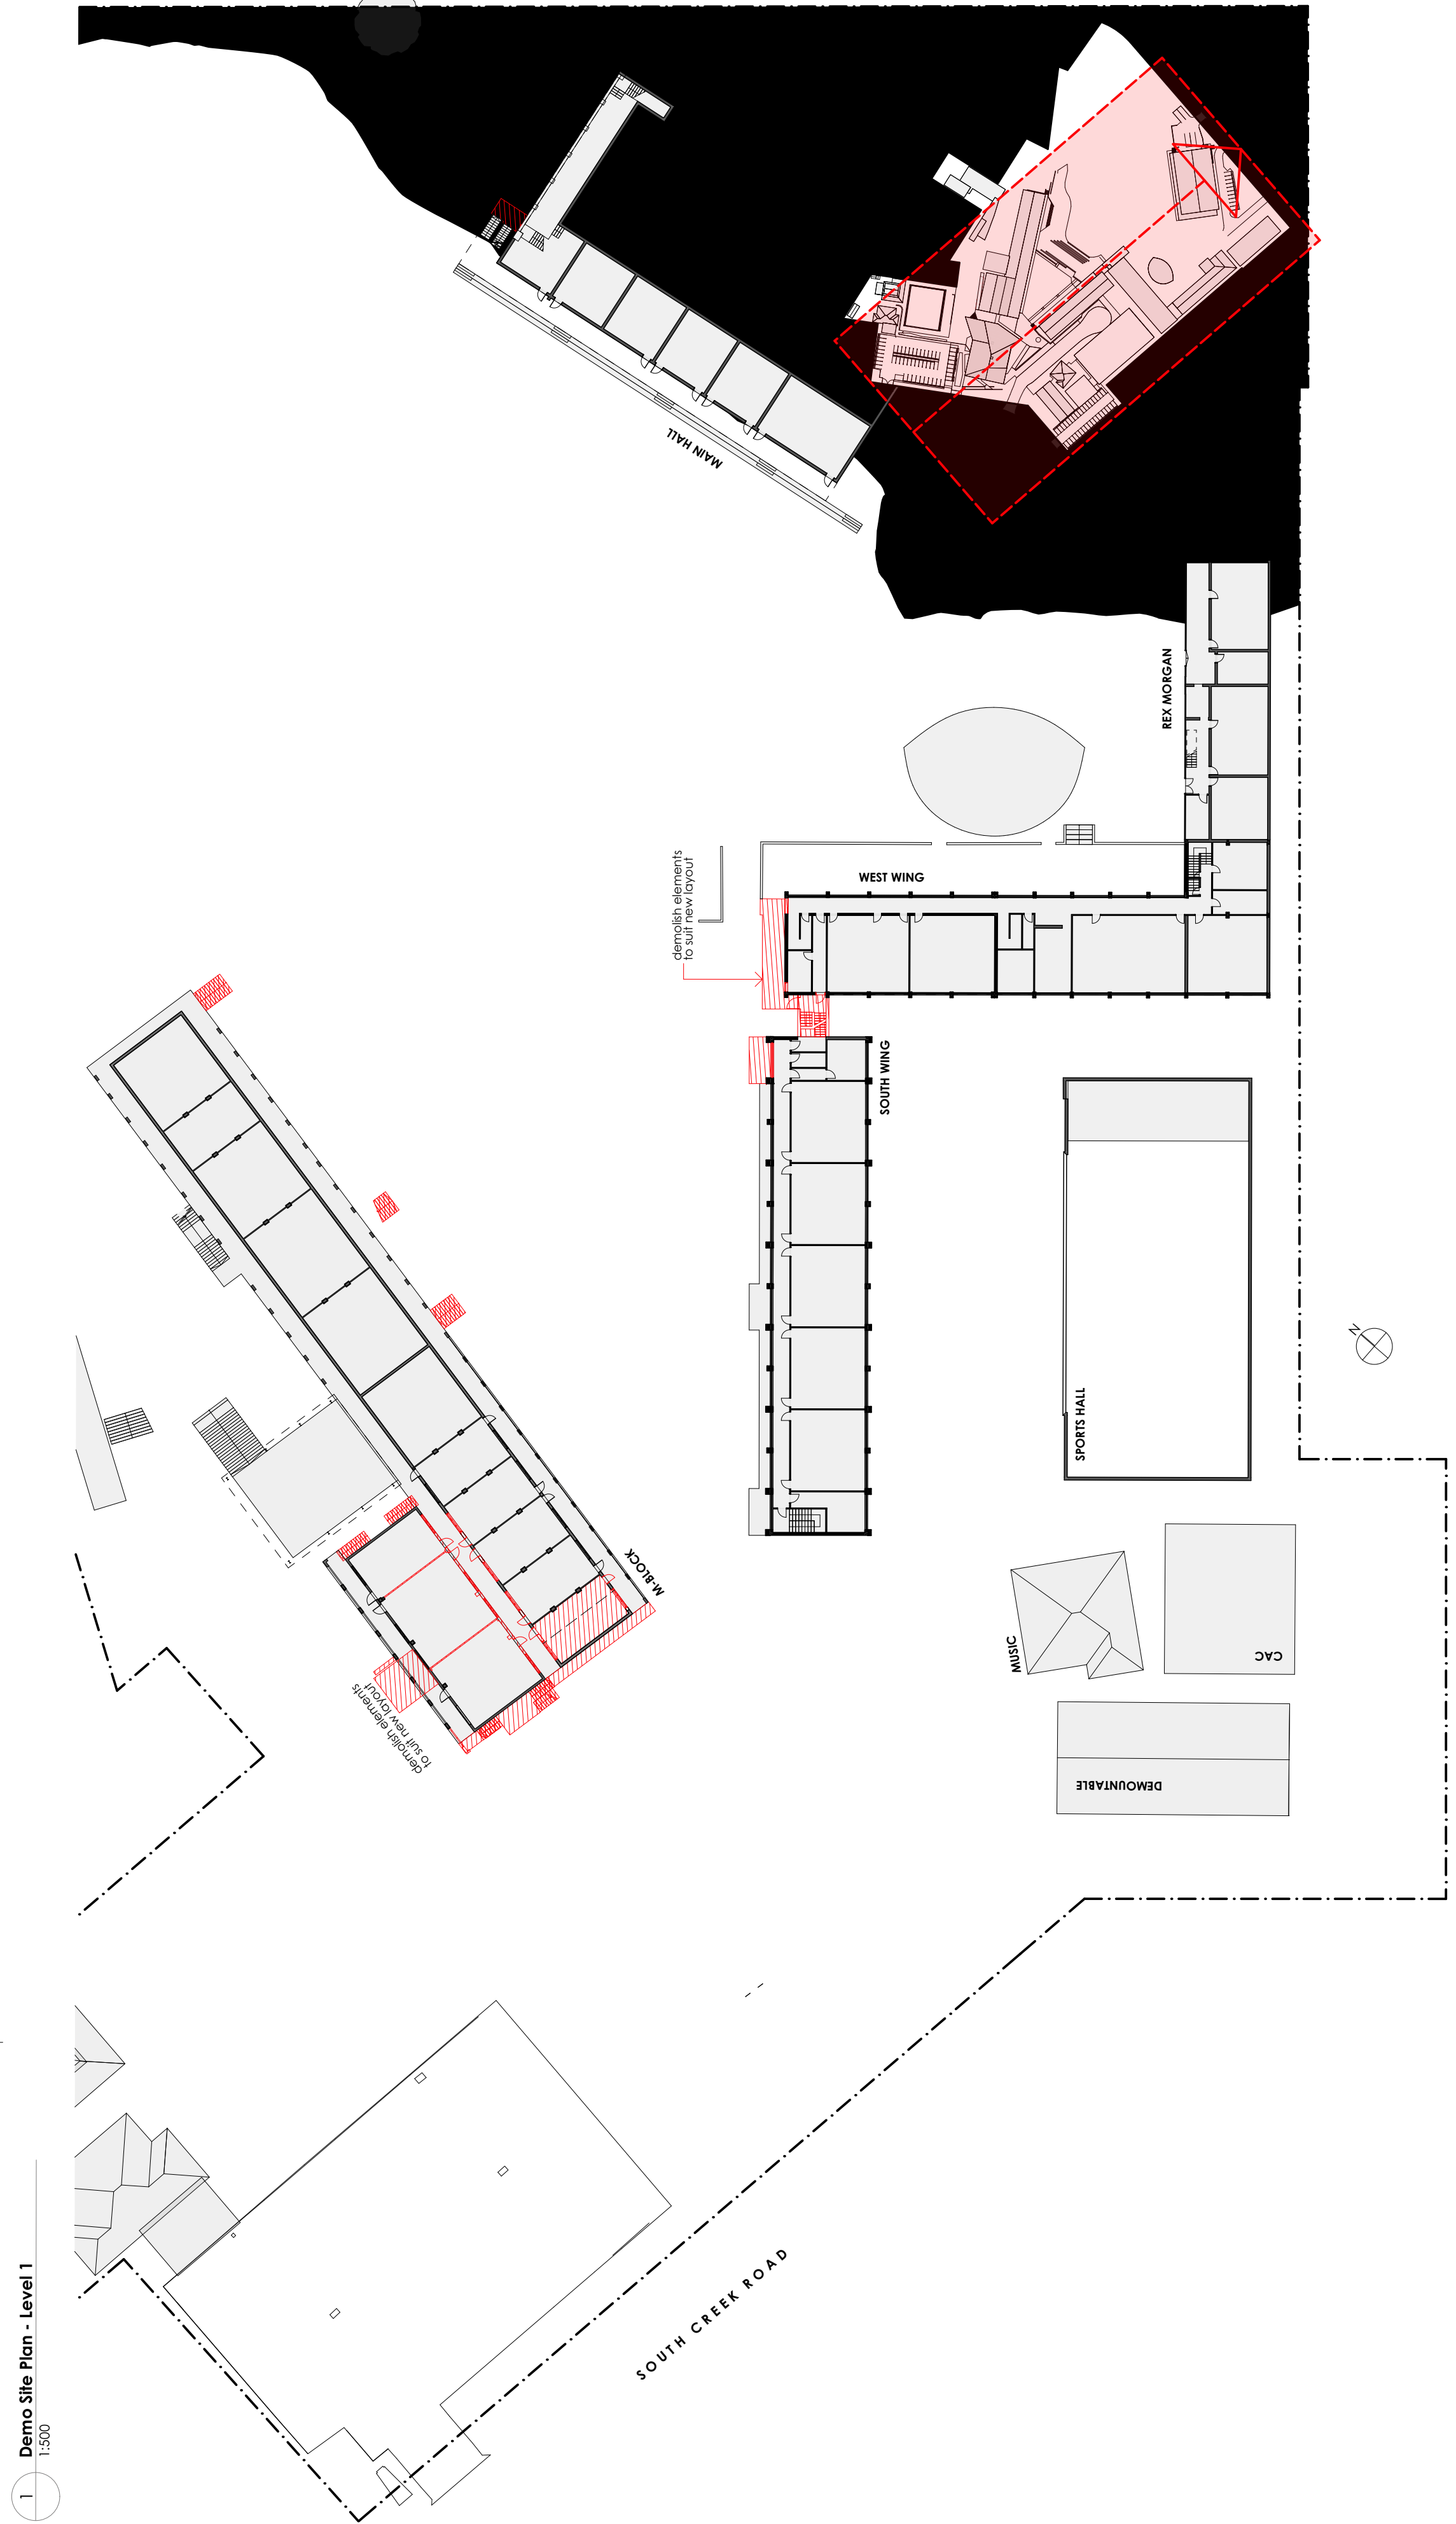 MAIN HALL
REX MORGAN
demolish elements
to suit new layout
WEST WING
SOUTH WING
N
SPORTS HALL
M-BLOCK
MUSIC
CAC
demolish elements
to suit new layout
DEMOUNTABLE
SOUTH CREEK ROAD
1
Demo Site Plan - Level 1
1:500